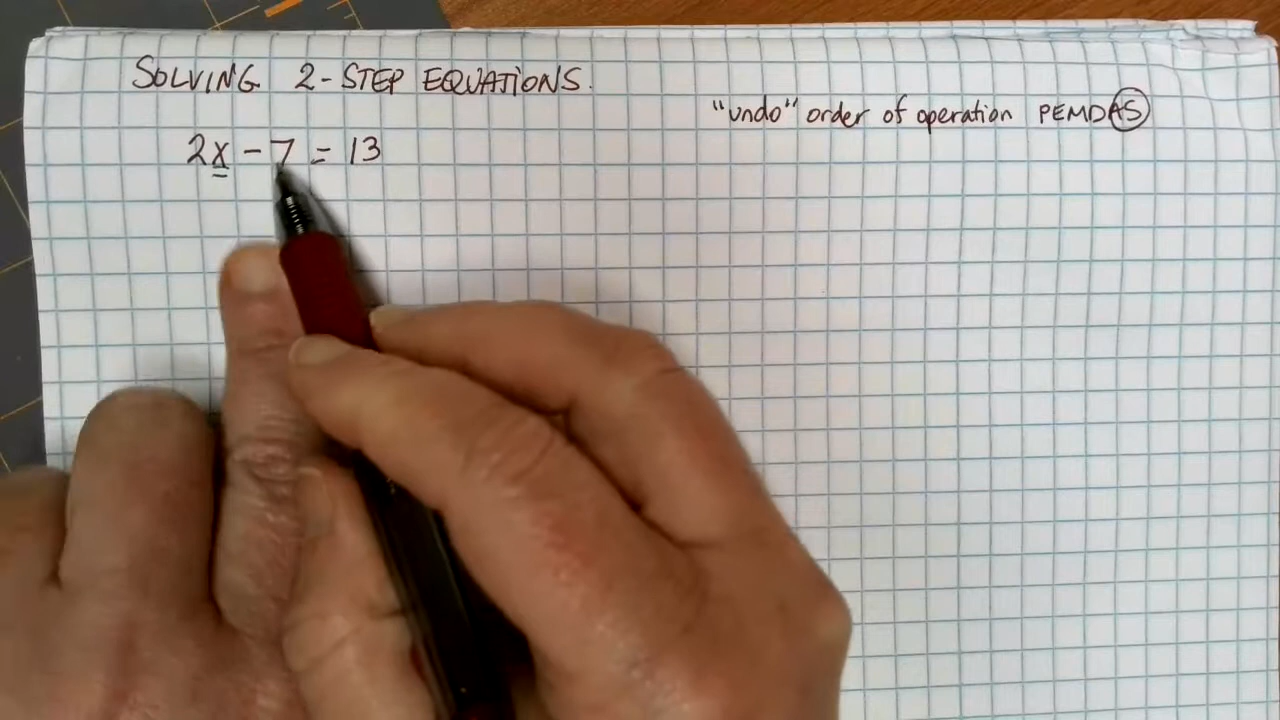 SOLVING 2-STEP EQUATIONS.
"undo" order of operation PEMDAS
2x - 7 = 13